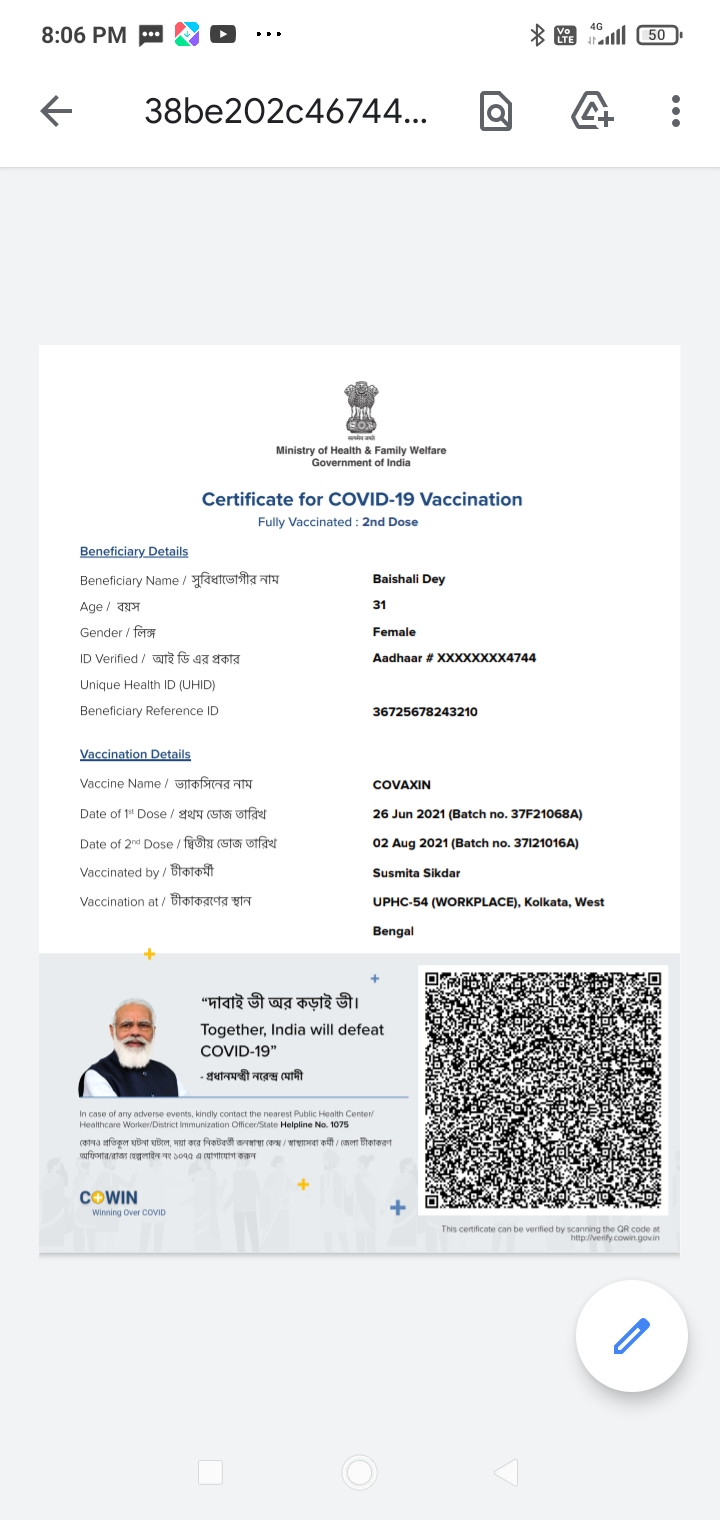 8:06 PM
Vo LTE 4G 50
38be202c46744...
सत्यमेव जयते
Ministry of Health & Family Welfare
Government of India
Certificate for COVID-19 Vaccination
Fully Vaccinated : 2nd Dose
Beneficiary Details
Beneficiary Name / সুবিধাভোগীর নাম Baishali Dey
Age / বয়স 31
Gender / লিঙ্গ Female
ID Verified / আই ডি এর প্রকার Aadhaar # XXXXXXXX4744
Unique Health ID (UHID)
Beneficiary Reference ID 36725678243210
Vaccination Details
Vaccine Name / ভ্যাকসিনের নাম COVAXIN
Date of 1st Dose / প্রথম ডোজ তারিখ 26 Jun 2021 (Batch no. 37F21068A)
Date of 2nd Dose / দ্বিতীয় ডোজ তারিখ 02 Aug 2021 (Batch no. 37I21016A)
Vaccinated by / টীকাকর্মী Susmita Sikdar
Vaccination at / টীকাকরণের স্থান UPHC-54 (WORKPLACE), Kolkata, West
Bengal
“দাবাই ভী অর কড়াই ভী।
Together, India will defeat
COVID-19”
- প্রধানমন্ত্রী নরেন্দ্র মোদী
In case of any adverse events, kindly contact the nearest Public Health Center/
Healthcare Worker/District Immunization Officer/State Helpline No. 1075
কোনও প্রতিকূল ঘটনা ঘটলে, দয়া করে নিকটবর্তী জনস্বাস্থ্য কেন্দ্র / স্বাস্থ্যসেবা কর্মী / জেলা টীকাকরণ
অফিসার/রাজ্য হেল্পলাইন নং ১০৭৫ এ যোগাযোগ করুন
COWIN
Winning Over COVID
This certificate can be verified by scanning the QR code at
http://verify.cowin.gov.in